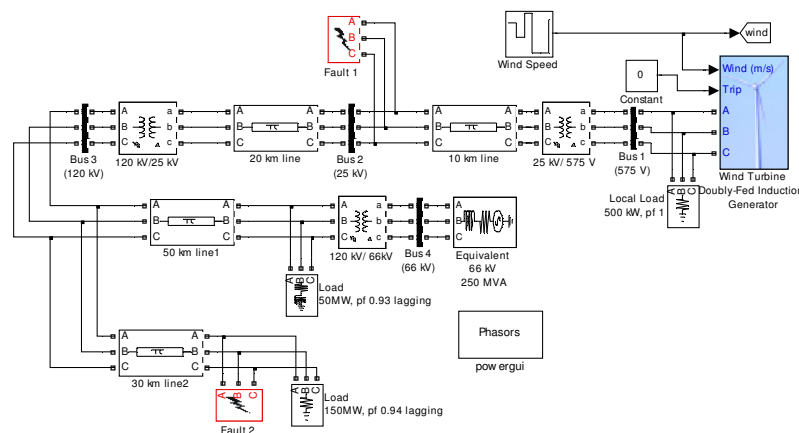 A
B
C
Fault 1
Wind Speed
wind
0
Constant
Wind (m/s)
Trip
A
B
C
Wind Turbine
Doubly-Fed Induction
Generator
Bus 3
(120 kV)
A
B
C
a
b
c
120 kV/25 kV
A
B
C
A
B
C
20 km line
Bus 2
(25 kV)
A
B
C
A
B
C
10 km line
A
B
C
a
b
c
25 kV/ 575 V
Bus 1
(575 V)
A
B
C
Local Load
500 kW, pf 1
A
B
C
A
B
C
50 km line1
A
B
C
a
b
c
120 kV/ 66kV
Bus 4
(66 kV)
A
B
C
Equivalent
66 kV
250 MVA
A
B
C
Load
50MW, pf 0.93 lagging
Phasors
powergui
A
B
C
A
B
C
30 km line2
A
B
C
Fault 2
A
B
C
Load
150MW, pf 0.94 lagging